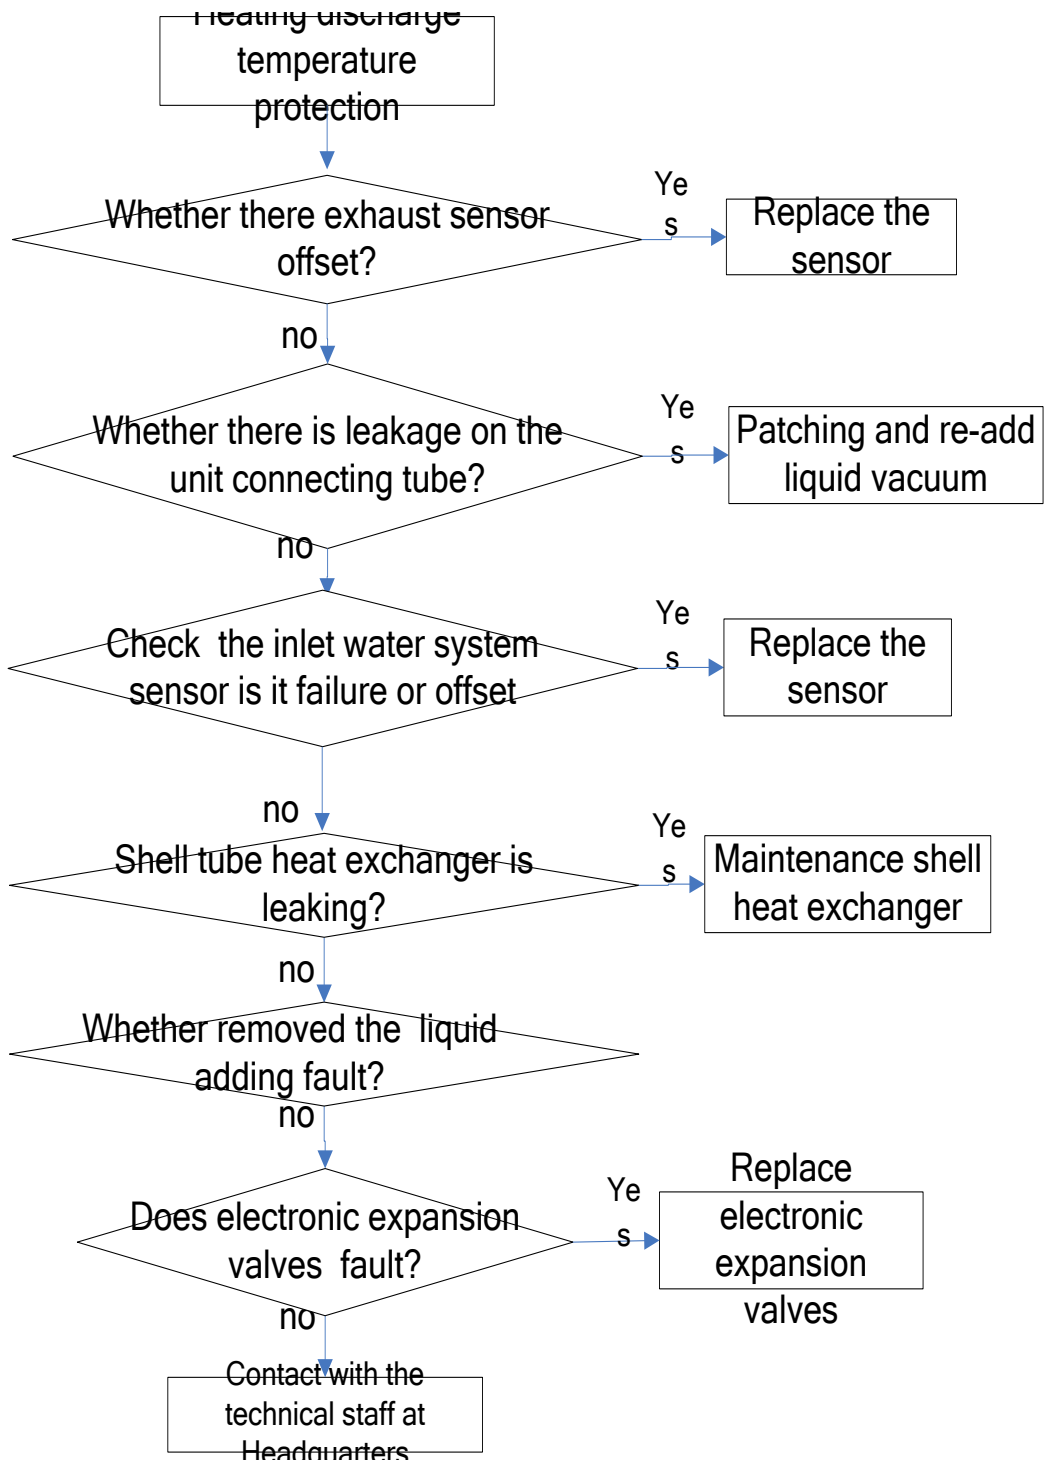 Heating discharge
temperature
protection
Whether there exhaust sensor
offset?
Ye
s
Replace the
sensor
no
Whether there is leakage on the
unit connecting tube?
Ye
s
Patching and re-add
liquid vacuum
no
Check the inlet water system
sensor is it failure or offset
Ye
s
Replace the
sensor
no
Shell tube heat exchanger is
leaking?
Ye
s
Maintenance shell
heat exchanger
no
Whether removed the liquid
adding fault?
no
Does electronic expansion
valves fault?
Ye
s
Replace
electronic
expansion
valves
no
Contact with the
technical staff at
Headquarters